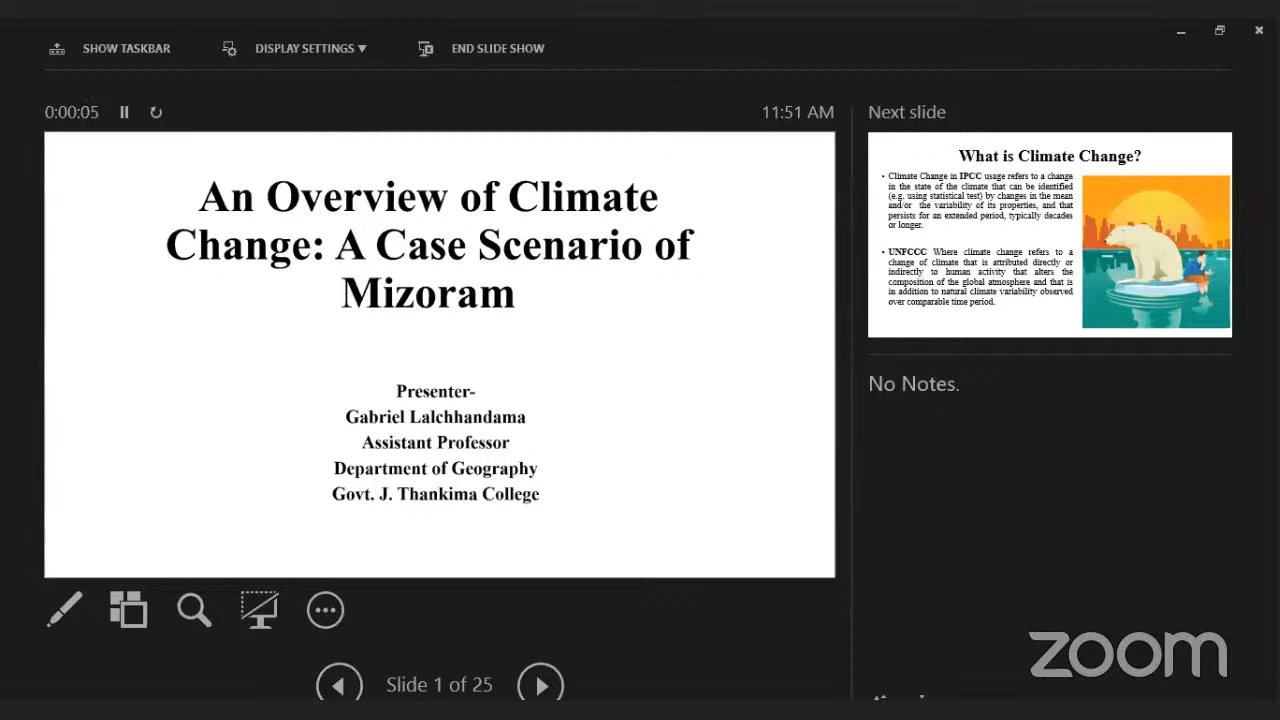 SHOW TASKBAR
DISPLAY SETTINGS ▼
END SLIDE SHOW
0:00:05
11:51 AM
An Overview of Climate
Change: A Case Scenario of
Mizoram
Presenter-
Gabriel Lalchhandama
Assistant Professor
Department of Geography
Govt. J. Thankima College
Slide 1 of 25
Next slide
What is Climate Change?
• Climate Change in IPCC usage refers to a change
in the state of the climate that can be identified
(e.g. using statistical test) by changes in the mean
and/or the variability of its properties, and that
persists for an extended period, typically decades
or longer.
• UNFCCC Where climate change refers to a
change of climate that is attributed directly or
indirectly to human activity that alters the
composition of the global atmosphere and that is
in addition to natural climate variability observed
over comparable time period.
No Notes.
zoom